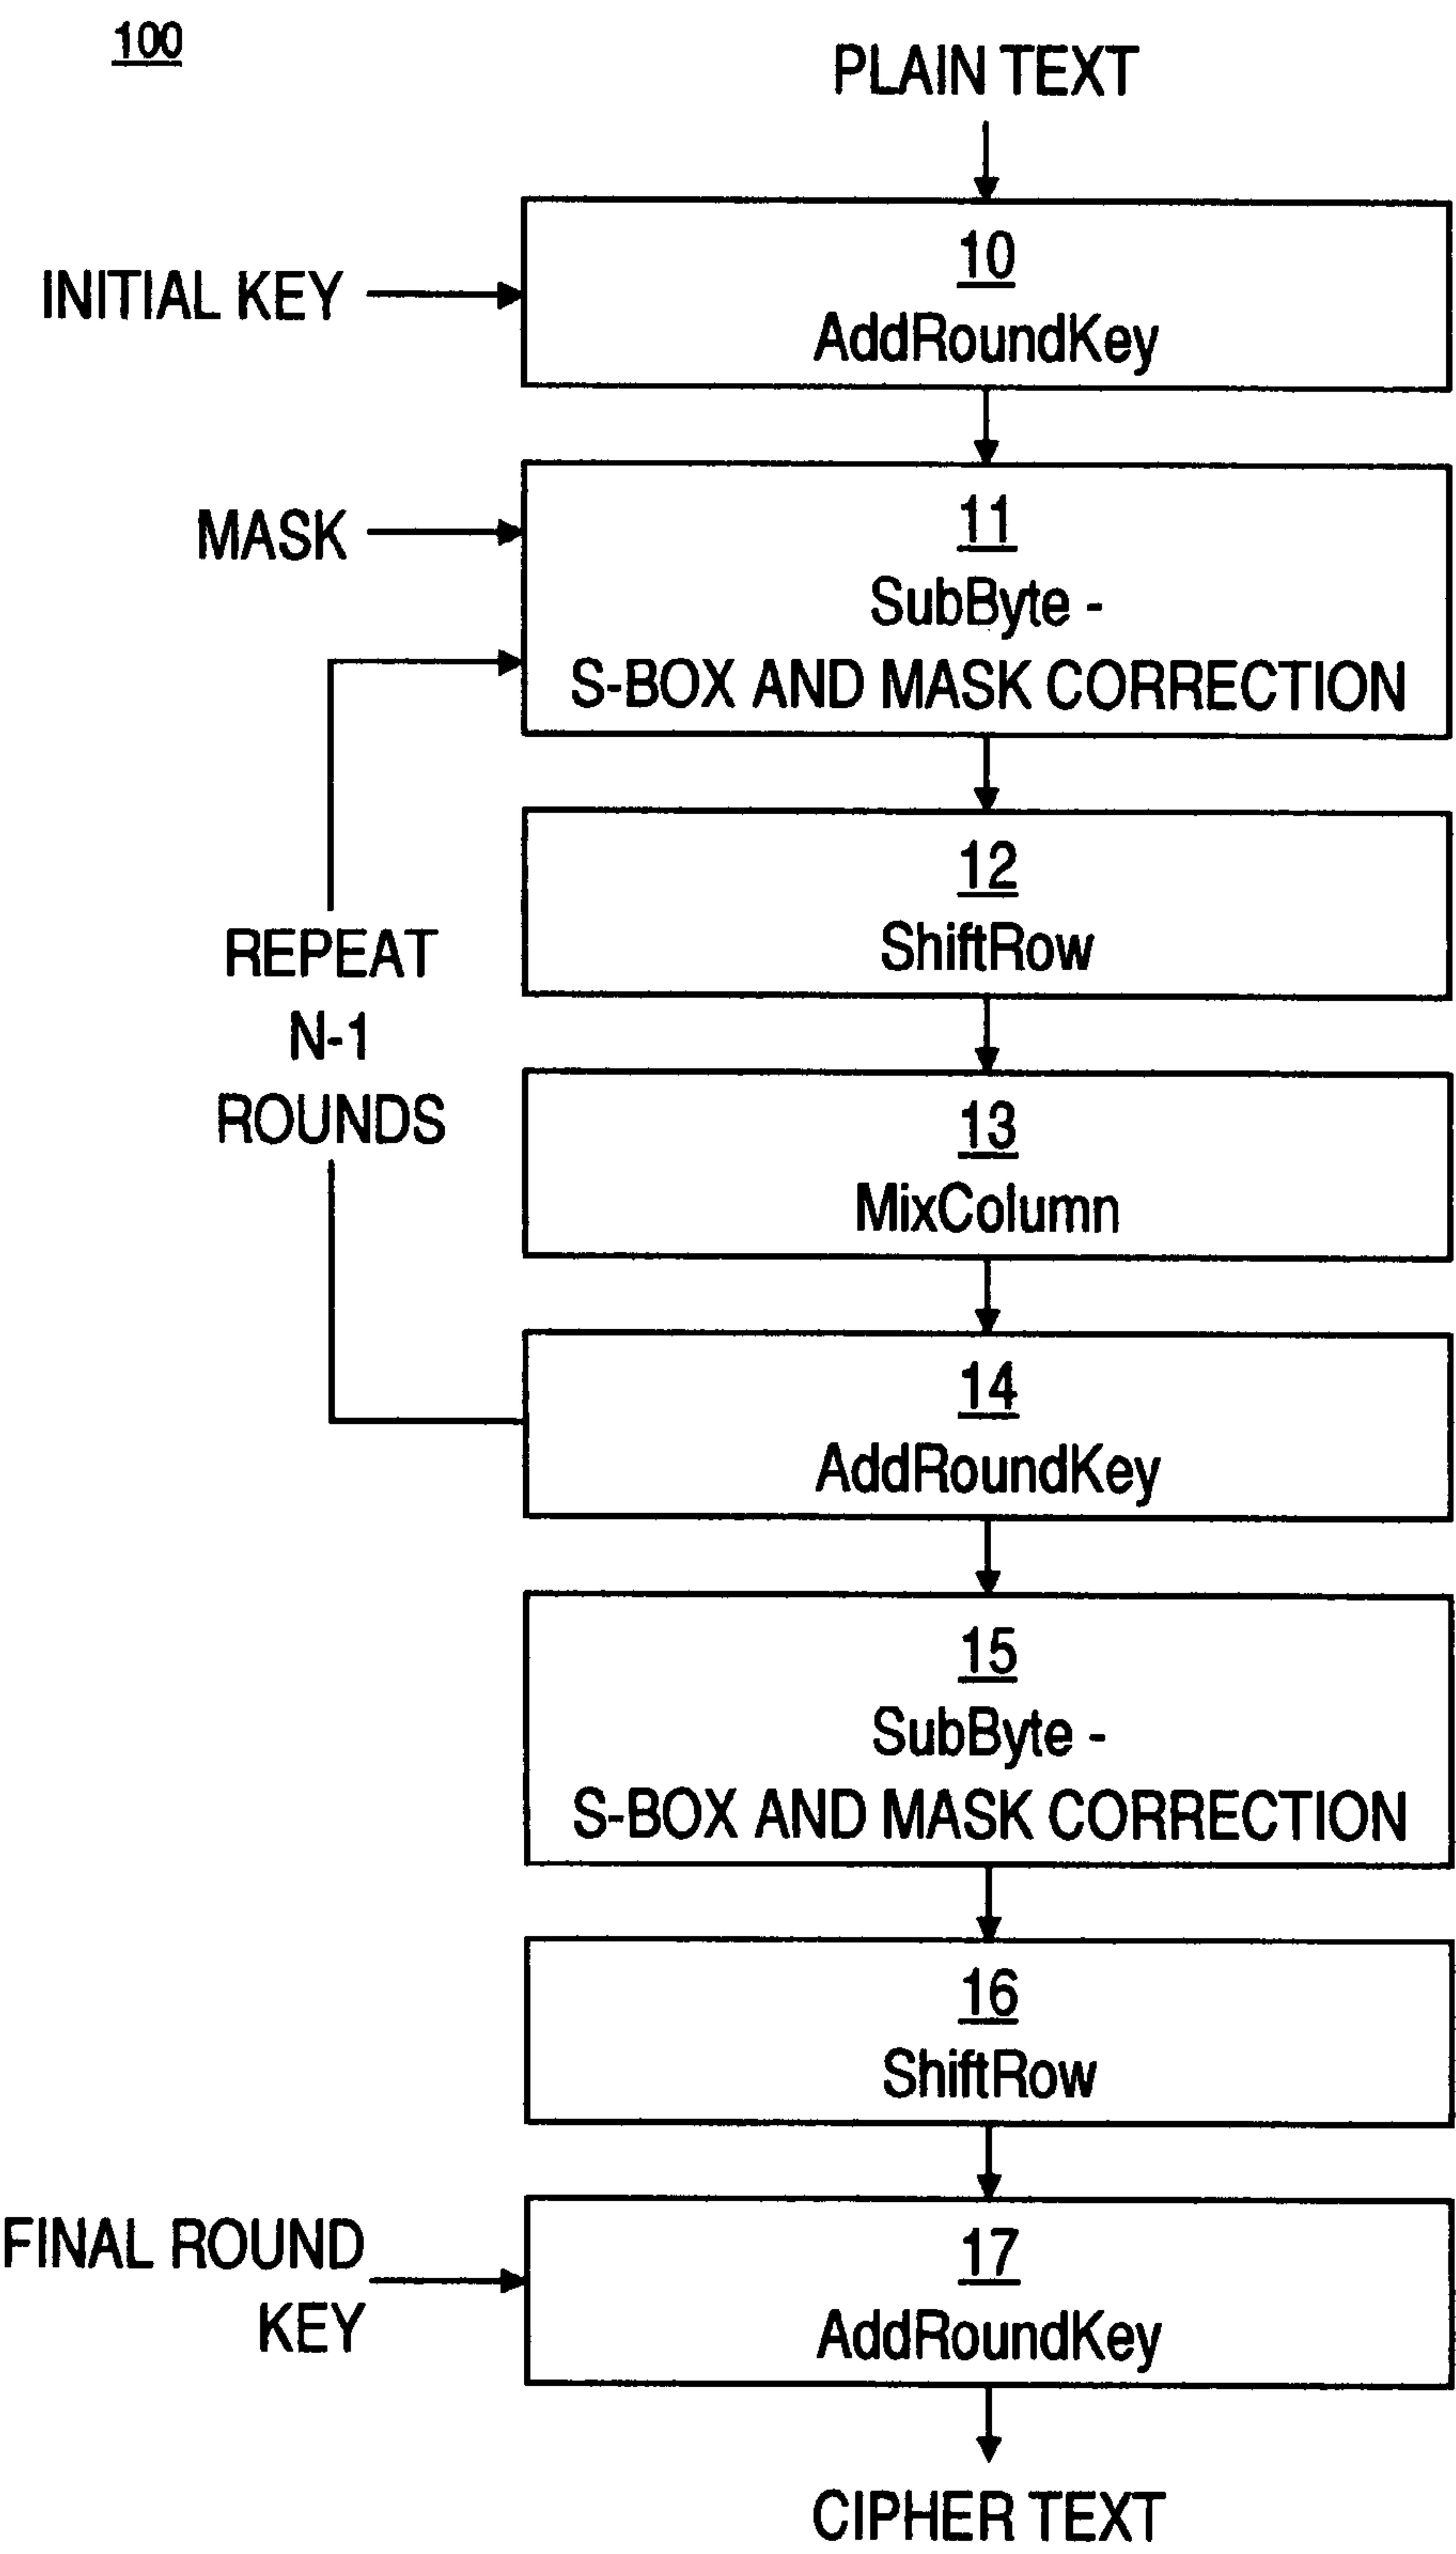 100
PLAIN TEXT
INITIAL KEY
10
AddRoundKey
MASK
11
SubByte -
S-BOX AND MASK CORRECTION
12
ShiftRow
REPEAT
N-1
ROUNDS
13
MixColumn
14
AddRoundKey
15
SubByte -
S-BOX AND MASK CORRECTION
16
ShiftRow
FINAL ROUND
KEY
17
AddRoundKey
CIPHER TEXT